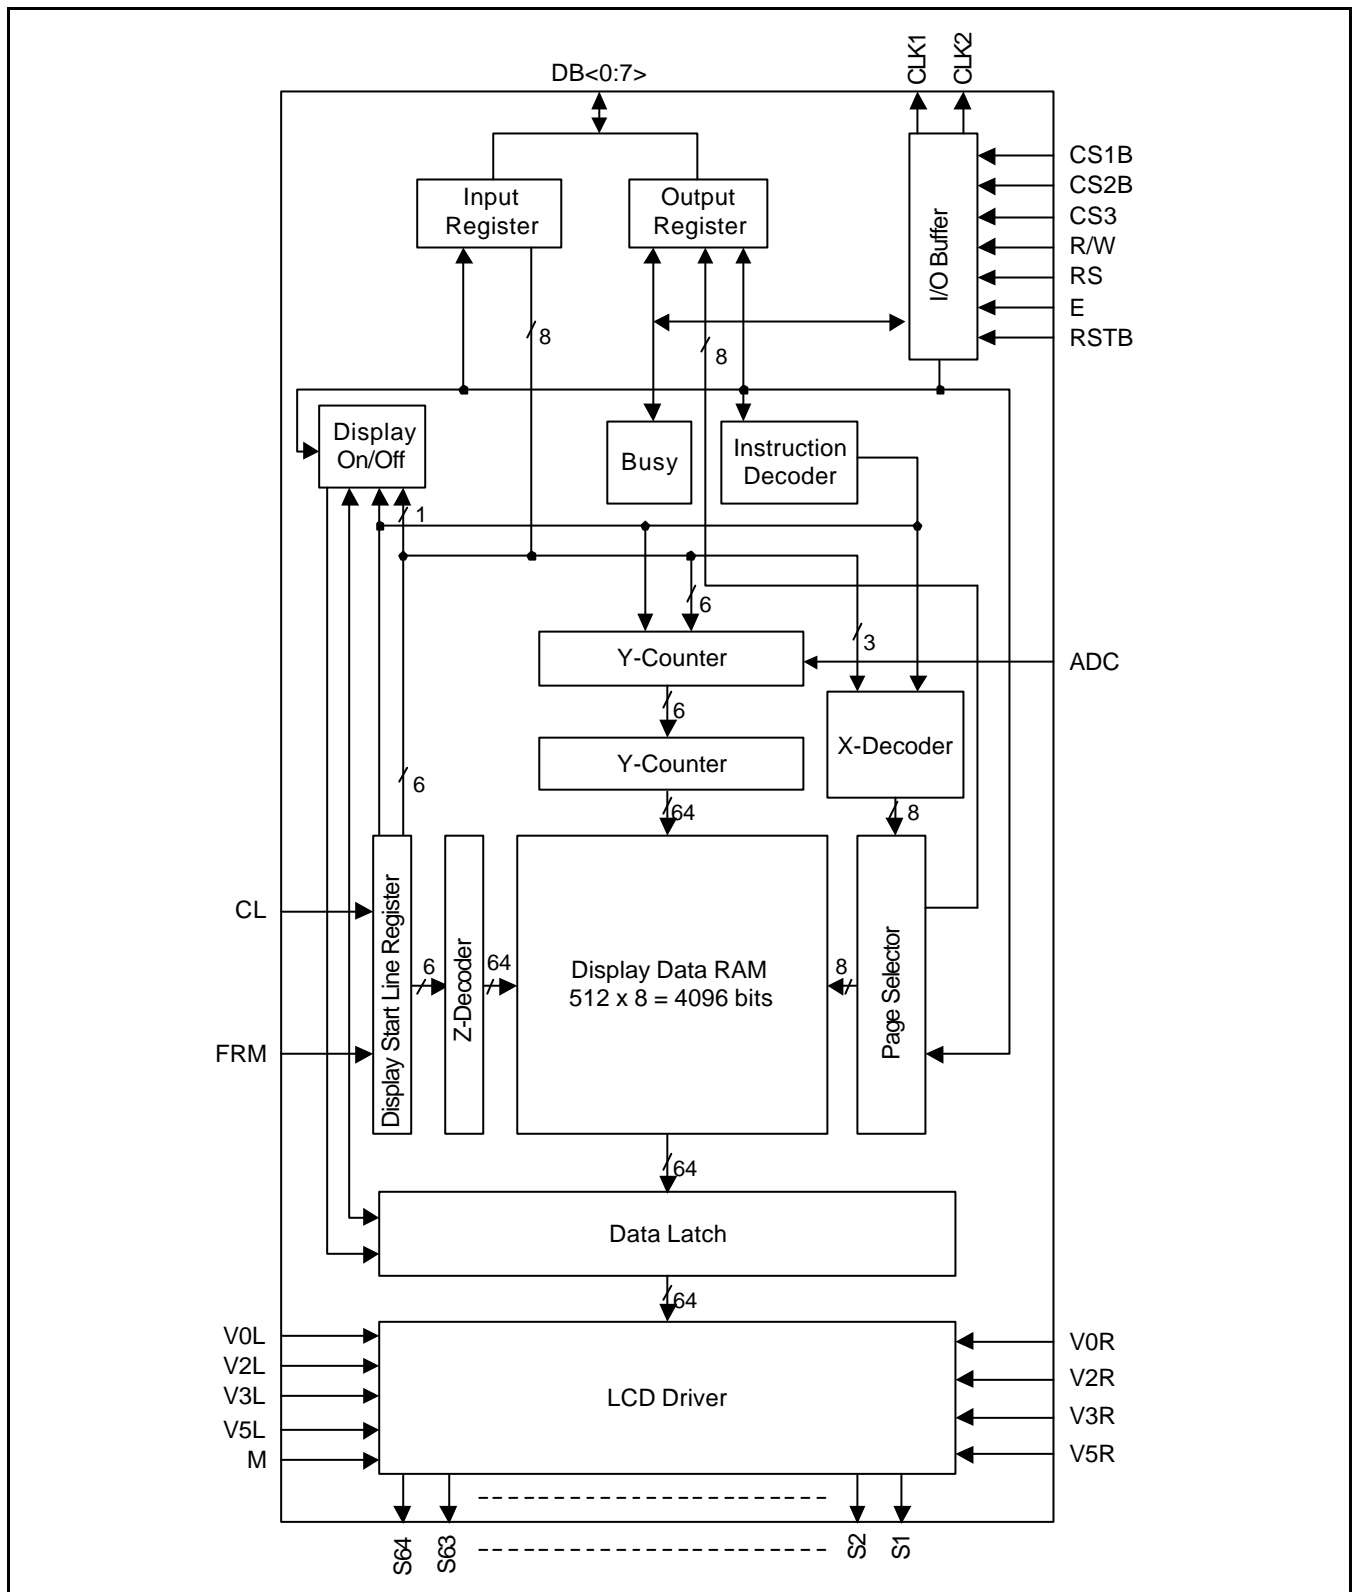 CLK1
CLK2
DB<0:7>
CS1B
CS2B
CS3
R/W
RS
E
RSTB
Input
Register
Output
Register
I/O Buffer
8
8
Display
On/Off
Busy
Instruction
Decoder
1
6
3
Y-Counter
ADC
6
X-Decoder
Y-Counter
6
64
8
CL
FRM
Display Start Line Register
6
Z-Decoder
64
Display Data RAM
512 x 8 = 4096 bits
8
Page Selector
64
Data Latch
64
V0L
V2L
V3L
V5L
M
LCD Driver
V0R
V2R
V3R
V5R
S64
S63
S2
S1